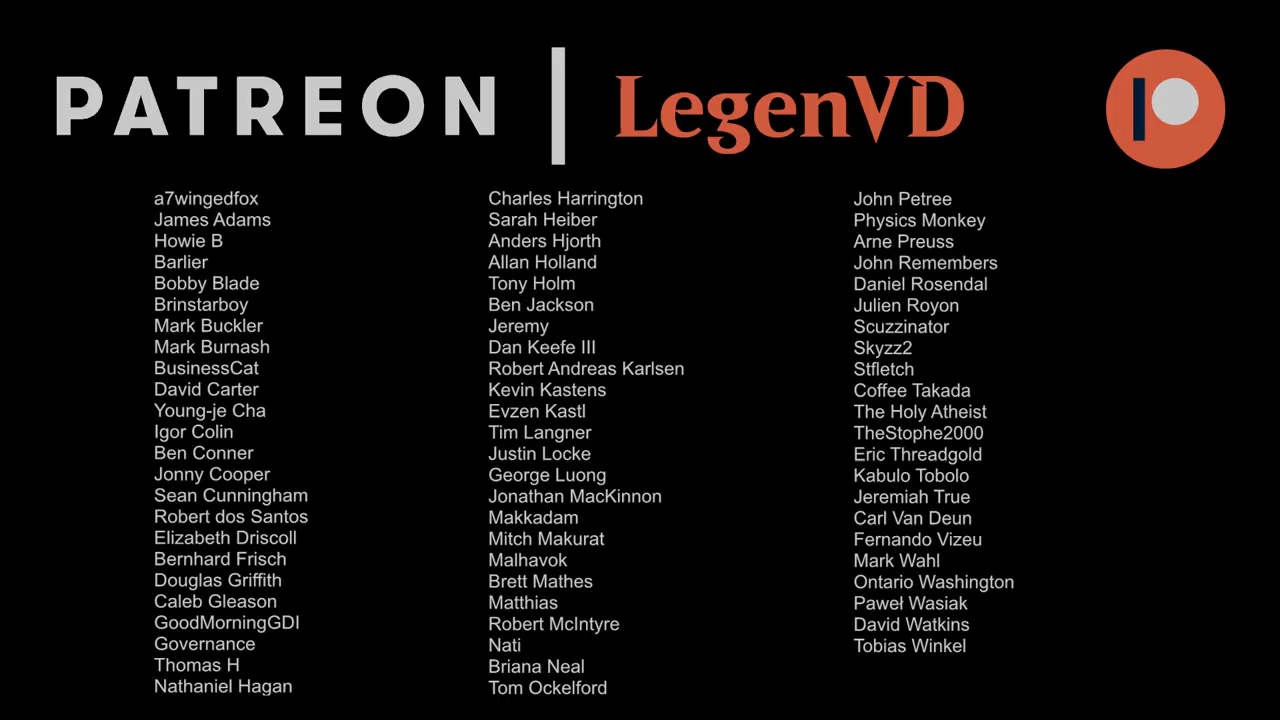 PATREON | LegenVD
a7wingedfox
James Adams
Howie B
Barlier
Bobby Blade
Brinstarboy
Mark Buckler
Mark Burnash
BusinessCat
David Carter
Young-je Cha
Igor Colin
Ben Conner
Jonny Cooper
Sean Cunningham
Robert dos Santos
Elizabeth Driscoll
Bernhard Frisch
Douglas Griffith
Caleb Gleason
GoodMorningGDI
Governance
Thomas H
Nathaniel Hagan
Charles Harrington
Sarah Heiber
Anders Hjorth
Allan Holland
Tony Holm
Ben Jackson
Jeremy
Dan Keefe III
Robert Andreas Karlsen
Kevin Kastens
Evzen Kastl
Tim Langner
Justin Locke
George Luong
Jonathan MacKinnon
Makkadam
Mitch Makurat
Malhavok
Brett Mathes
Matthias
Robert McIntyre
Nati
Briana Neal
Tom Ockelford
John Petree
Physics Monkey
Arne Preuss
John Remembers
Daniel Rosendal
Julien Royon
Scuzzinator
Skyzz2
Stfletch
Coffee Takada
The Holy Atheist
TheStophe2000
Eric Threadgold
Kabulo Tobolo
Jeremiah True
Carl Van Deun
Fernando Vizeu
Mark Wahl
Ontario Washington
Paweł Wasiak
David Watkins
Tobias Winkel